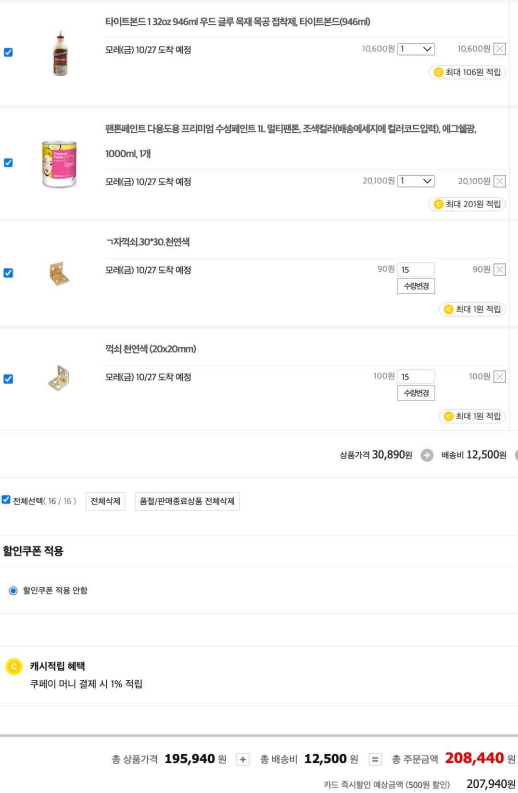 타이트본드 1 32oz 946ml 우드 글루 목재 목공 접착제, 타이트본드(946ml)
모레(금) 10/27 도착 예정 10,600원 1 10,600원
최대 106원 적립
팬톤페인트 다용도용 프리미엄 수성페인트 1L 멀티팬톤, 조색컬러(배송메세지에 컬러코드입력), 에그쉘광,
1000ml, 1개
모레(금) 10/27 도착 예정 20,100원 1 20,100원
최대 201원 적립
ㄱ자꺽쇠.30*30.천연색
모레(금) 10/27 도착 예정 90원 15 90원
수량변경
최대 1원 적립
꺽쇠 천연색 (20x20mm)
모레(금) 10/27 도착 예정 100원 15 100원
수량변경
최대 1원 적립
상품가격 30,890원 + 배송비 12,500원
전체선택( 16 / 16 ) 전체삭제 품절/판매종료상품 전체삭제
할인쿠폰 적용
할인쿠폰 적용 안함
C 캐시적립 혜택
쿠페이 머니 결제 시 1% 적립
총 상품가격 195,940 원 + 총 배송비 12,500 원 = 총 주문금액 208,440 원
카드 즉시할인 예상금액 (500원 할인) 207,940원